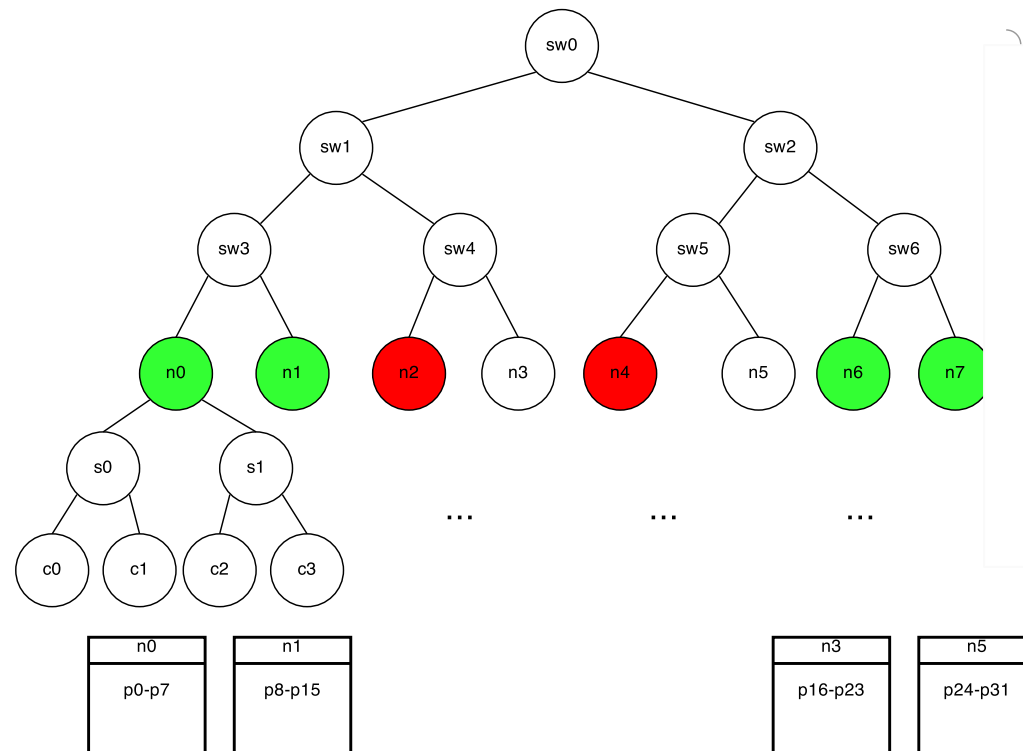 sw0
sw1
sw2
sw3
sw4
sw5
sw6
n0
n1
n2
n3
n4
n5
n6
n7
s0
s1
...
...
...
c0
c1
c2
c3
n0
n1
n3
n5
p0-p7
p8-p15
p16-p23
p24-p31